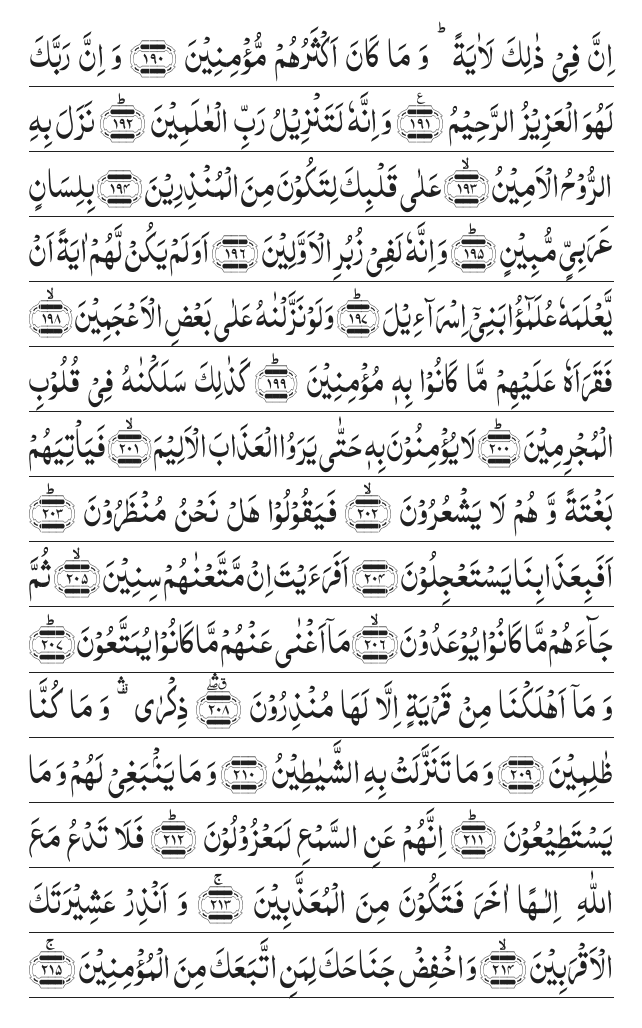 اِنَّ فِیْ ذٰلِكَ لَاٰیَةً ؕ وَ مَا كَانَ اَكْثَرُهُمْ مُّؤْمِنِیْنَ ﴿۱۹۰﴾ وَ اِنَّ رَبَّكَ
لَهُوَ الْعَزِیْزُ الرَّحِیْمُ ﴿۱۹۱﴾ۧ وَ اِنَّهٗ لَتَنْزِیْلُ رَبِّ الْعٰلَمِیْنَ ﴿۱۹۲﴾ؕ نَزَلَ بِهِ
الرُّوْحُ الْاَمِیْنُ ﴿۱۹۳﴾ۙ عَلٰی قَلْبِكَ لِتَكُوْنَ مِنَ الْمُنْذِرِیْنَ ﴿۱۹۴﴾ بِلِسَانٍ
عَرَبِیٍّ مُّبِیْنٍ ﴿۱۹۵﴾ؕ وَ اِنَّهٗ لَفِیْ زُبُرِ الْاَوَّلِیْنَ ﴿۱۹۶﴾ اَوَ لَمْ یَكُنْ لَّهُمْ اٰیَةً اَنْ
یَّعْلَمَهٗ عُلَمٰٓؤُا بَنِیْۤ اِسْرَآءِیْلَ ﴿۱۹۷﴾ؕ وَ لَوْ نَزَّلْنٰهُ عَلٰی بَعْضِ الْاَعْجَمِیْنَ ﴿۱۹۸﴾ۙ
فَقَرَاَهٗ عَلَیْهِمْ مَّا كَانُوْا بِهٖ مُؤْمِنِیْنَ ﴿۱۹۹﴾ؕ كَذٰلِكَ سَلَكْنٰهُ فِیْ قُلُوْبِ
الْمُجْرِمِیْنَ ﴿۲۰۰﴾ؕ لَا یُؤْمِنُوْنَ بِهٖ حَتّٰی یَرَوُا الْعَذَابَ الْاَلِیْمَ ﴿۲۰۱﴾ۙ فَیَاْتِیَهُمْ
بَغْتَةً وَّ هُمْ لَا یَشْعُرُوْنَ ﴿۲۰۲﴾ۙ فَیَقُوْلُوْا هَلْ نَحْنُ مُنْظَرُوْنَ ﴿۲۰۳﴾ؕ
اَفَبِعَذَابِنَا یَسْتَعْجِلُوْنَ ﴿۲۰۴﴾ اَفَرَءَیْتَ اِنْ مَّتَّعْنٰهُمْ سِنِیْنَ ﴿۲۰۵﴾ۙ ثُمَّ
جَآءَهُمْ مَّا كَانُوْا یُوْعَدُوْنَ ﴿۲۰۶﴾ۙ مَاۤ اَغْنٰی عَنْهُمْ مَّا كَانُوْا یُمَتَّعُوْنَ ﴿۲۰۷﴾ؕ
وَ مَاۤ اَهْلَكْنَا مِنْ قَرْیَةٍ اِلَّا لَهَا مُنْذِرُوْنَ ﴿۲۰۸﴾ ذِكْرٰی ۛ وَ مَا كُنَّا
ظٰلِمِیْنَ ﴿۲۰۹﴾ وَ مَا تَنَزَّلَتْ بِهِ الشَّیٰطِیْنُ ﴿۲۱۰﴾ وَ مَا یَنْۢبَغِیْ لَهُمْ وَ مَا
یَسْتَطِیْعُوْنَ ﴿۲۱۱﴾ؕ اِنَّهُمْ عَنِ السَّمْعِ لَمَعْزُوْلُوْنَ ﴿۲۱۲﴾ؕ فَلَا تَدْعُ مَعَ
اللّٰهِ اِلٰهًا اٰخَرَ فَتَكُوْنَ مِنَ الْمُعَذَّبِیْنَ ﴿۲۱۳﴾ۚ وَ اَنْذِرْ عَشِیْرَتَكَ
الْاَقْرَبِیْنَ ﴿۲۱۴﴾ۙ وَ اخْفِضْ جَنَاحَكَ لِمَنِ اتَّبَعَكَ مِنَ الْمُؤْمِنِیْنَ ﴿۲۱۵﴾ۚ